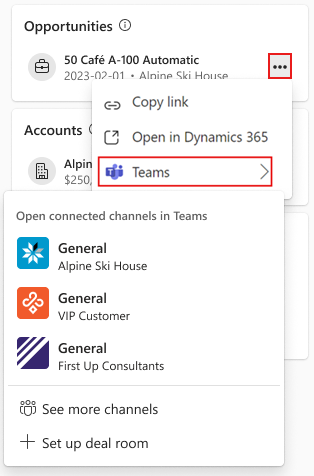 Opportunities
50 Café A-100 Automatic
2023-02-01 • Alpine Ski House
Copy link
Open in Dynamics 365
Accounts
Teams
Alpin
$250,
Open connected channels in Teams
General
Alpine Ski House
General
VIP Customer
General
First Up Consultants
See more channels
Set up deal room